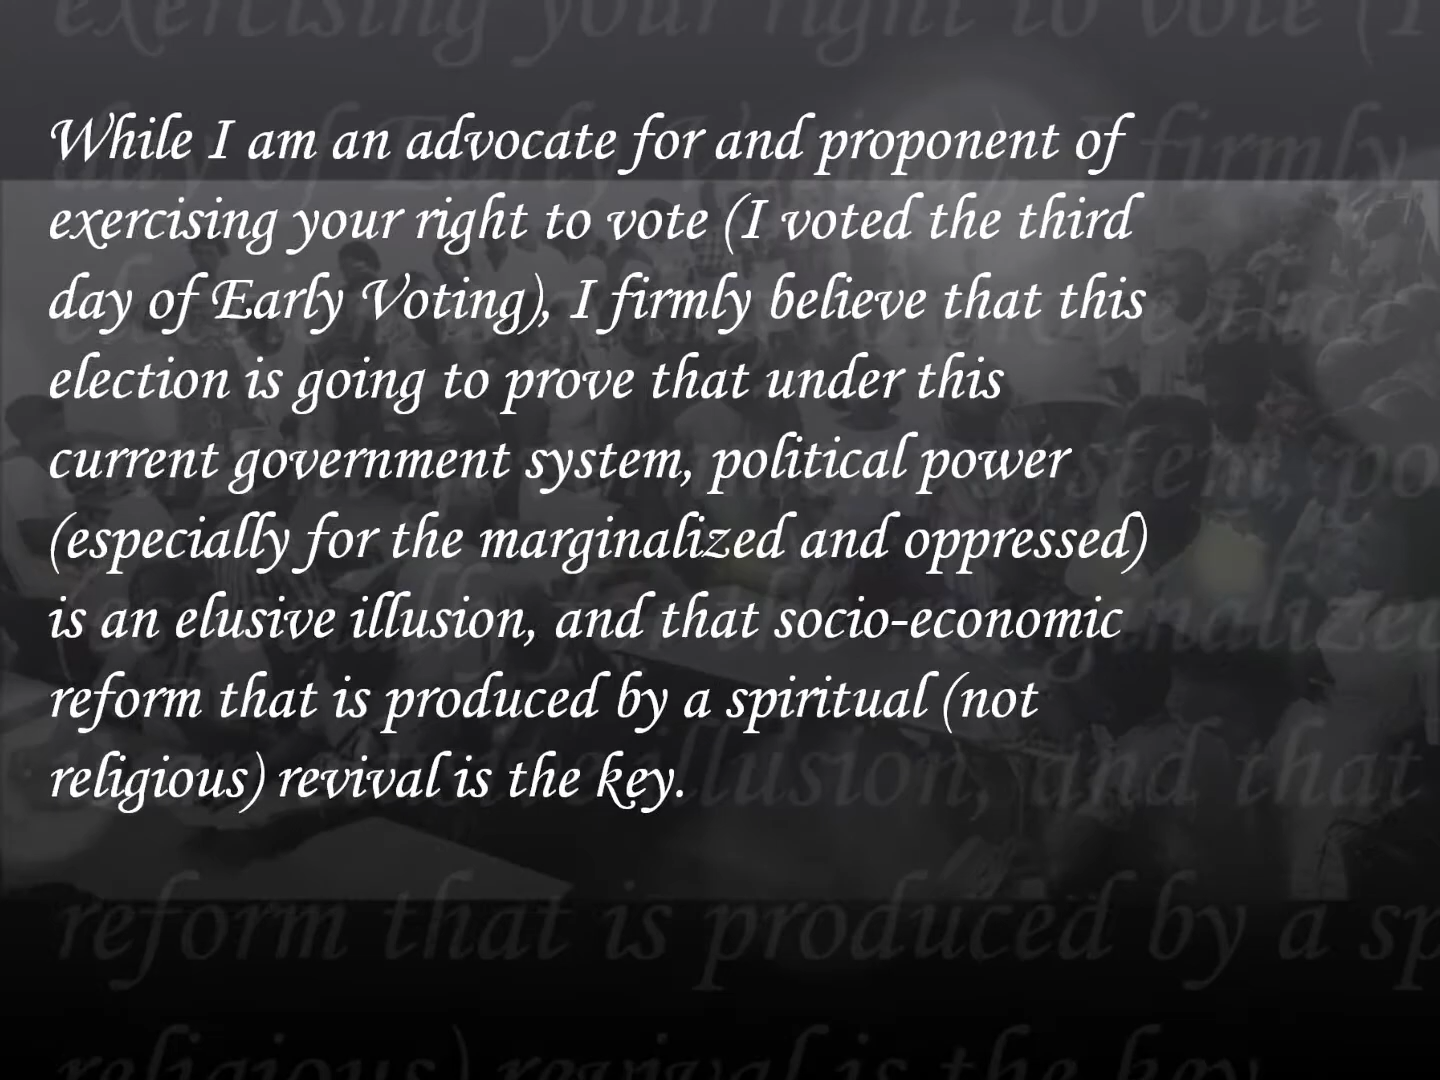 While I am an advocate for and proponent of
exercising your right to vote (I voted the third
day of Early Voting), I firmly believe that this
election is going to prove that under this
current government system, political power
(especially for the marginalized and oppressed)
is an elusive illusion, and that socio-economic
reform that is produced by a spiritual (not
religious) revival is the key.